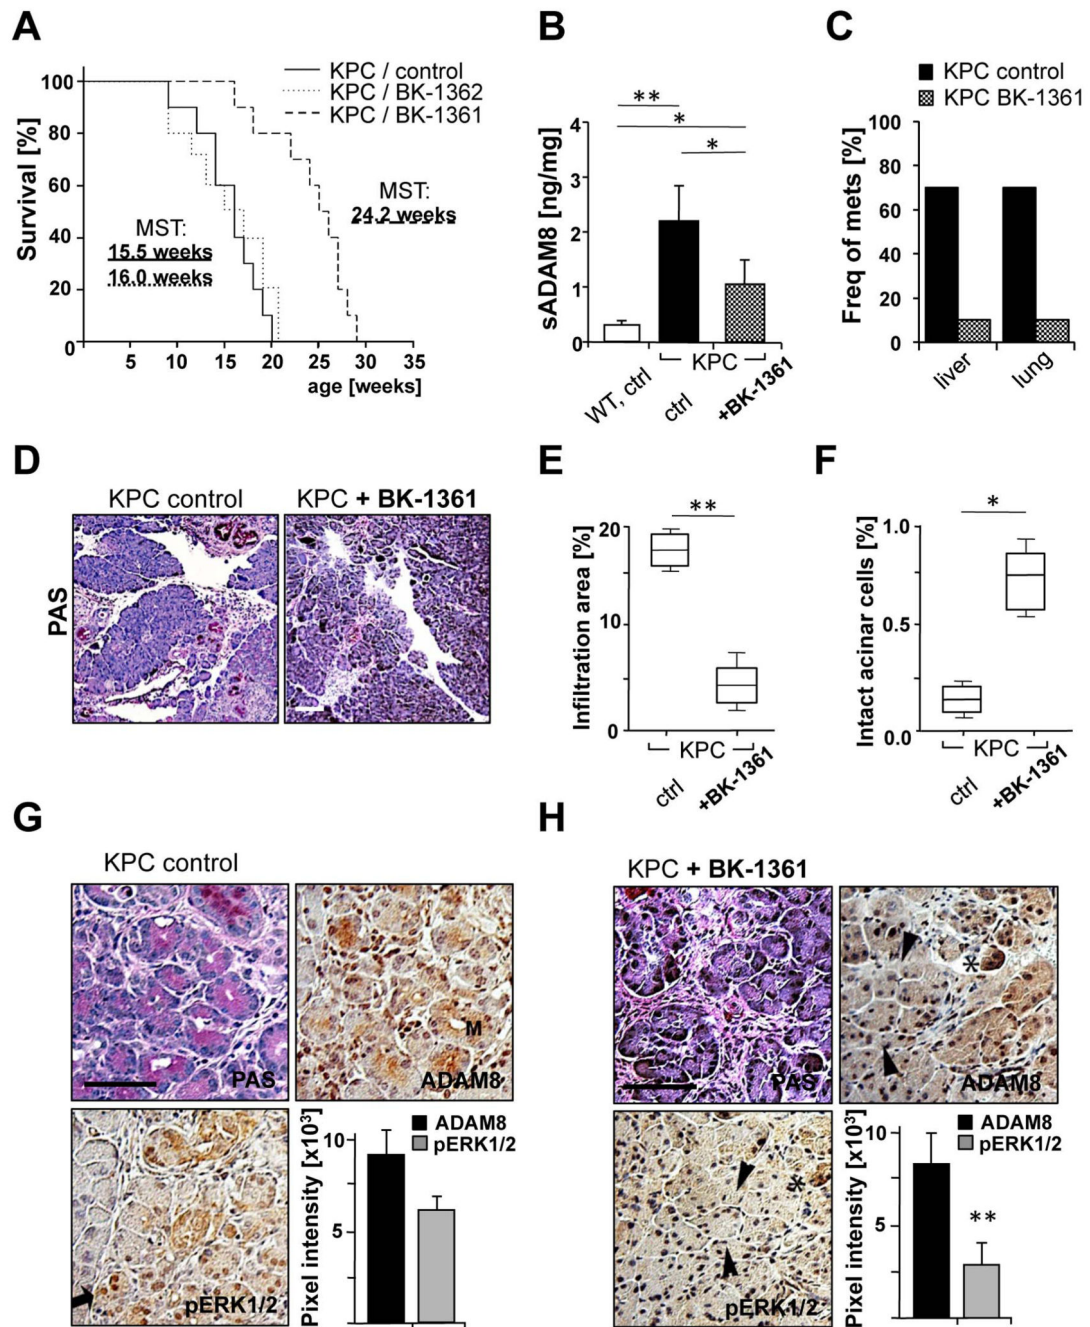 A
KPC / control
KPC / BK-1362
KPC / BK-1361
Survival [%]
100
80
60
40
20
0
MST:
15.5 weeks
16.0 weeks
MST:
24.2 weeks
5 10 15 20 25 30 35
age [weeks]
B
sADAM8 [ng/mg]
4
3
2
1
0
**
*
*
WT, ctrl
ctrl
+BK-1361
KPC
C
KPC control
KPC BK-1361
Freq of mets [%]
100
80
60
40
20
0
liver
lung
D
KPC control
KPC + BK-1361
PAS
E
Infiltration area [%]
20
10
0
**
KPC
ctrl
+BK-1361
F
Intact acinar cells [%]
1.0
0.5
0.0
*
KPC
ctrl
+BK-1361
G
KPC control
PAS
M
ADAM8
pERK1/2
Pixel intensity [x10³]
10
5
ADAM8
pERK1/2
H
KPC + BK-1361
PAS
*
ADAM8
*
pERK1/2
Pixel intensity [x10³]
10
5
ADAM8
pERK1/2
**